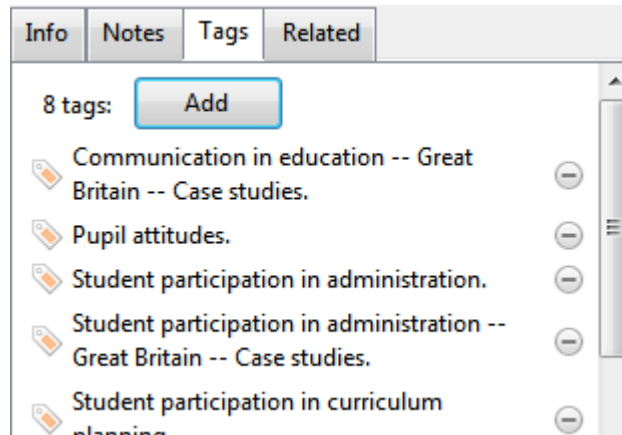 Info Notes Tags Related
8 tags: Add
Communication in education -- Great
Britain -- Case studies.
Pupil attitudes.
Student participation in administration.
Student participation in administration --
Great Britain -- Case studies.
Student participation in curriculum
planning